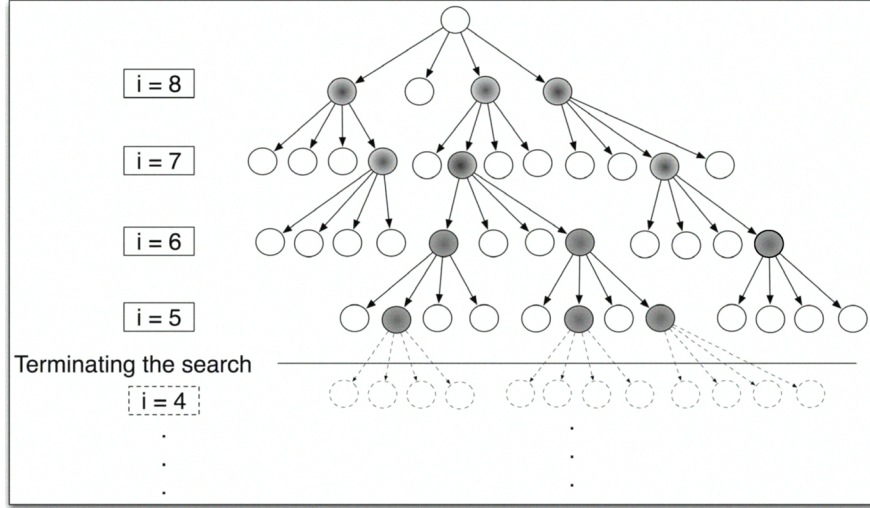 i = 8
i = 7
i = 6
i = 5
Terminating the search
i = 4